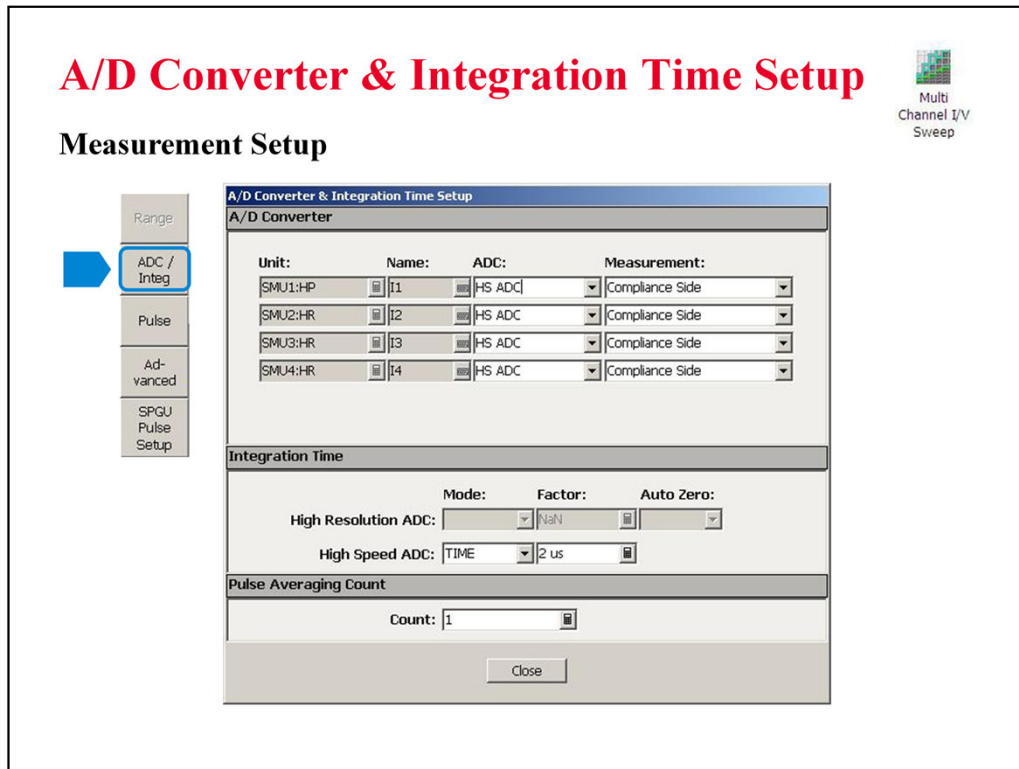 A/D Converter & Integration Time Setup
Multi
Channel I/V
Sweep
Measurement Setup
Range
ADC /
Integ
Pulse
Ad-
vanced
SPGU
Pulse
Setup
A/D Converter & Integration Time Setup
A/D Converter
Unit: Name: ADC: Measurement:
SMU1:HP I1 HS ADC Compliance Side
SMU2:HR I2 HS ADC Compliance Side
SMU3:HR I3 HS ADC Compliance Side
SMU4:HR I4 HS ADC Compliance Side
Integration Time
Mode: Factor: Auto Zero:
High Resolution ADC: NaN
High Speed ADC: TIME 2 us
Pulse Averaging Count
Count: 1
Close